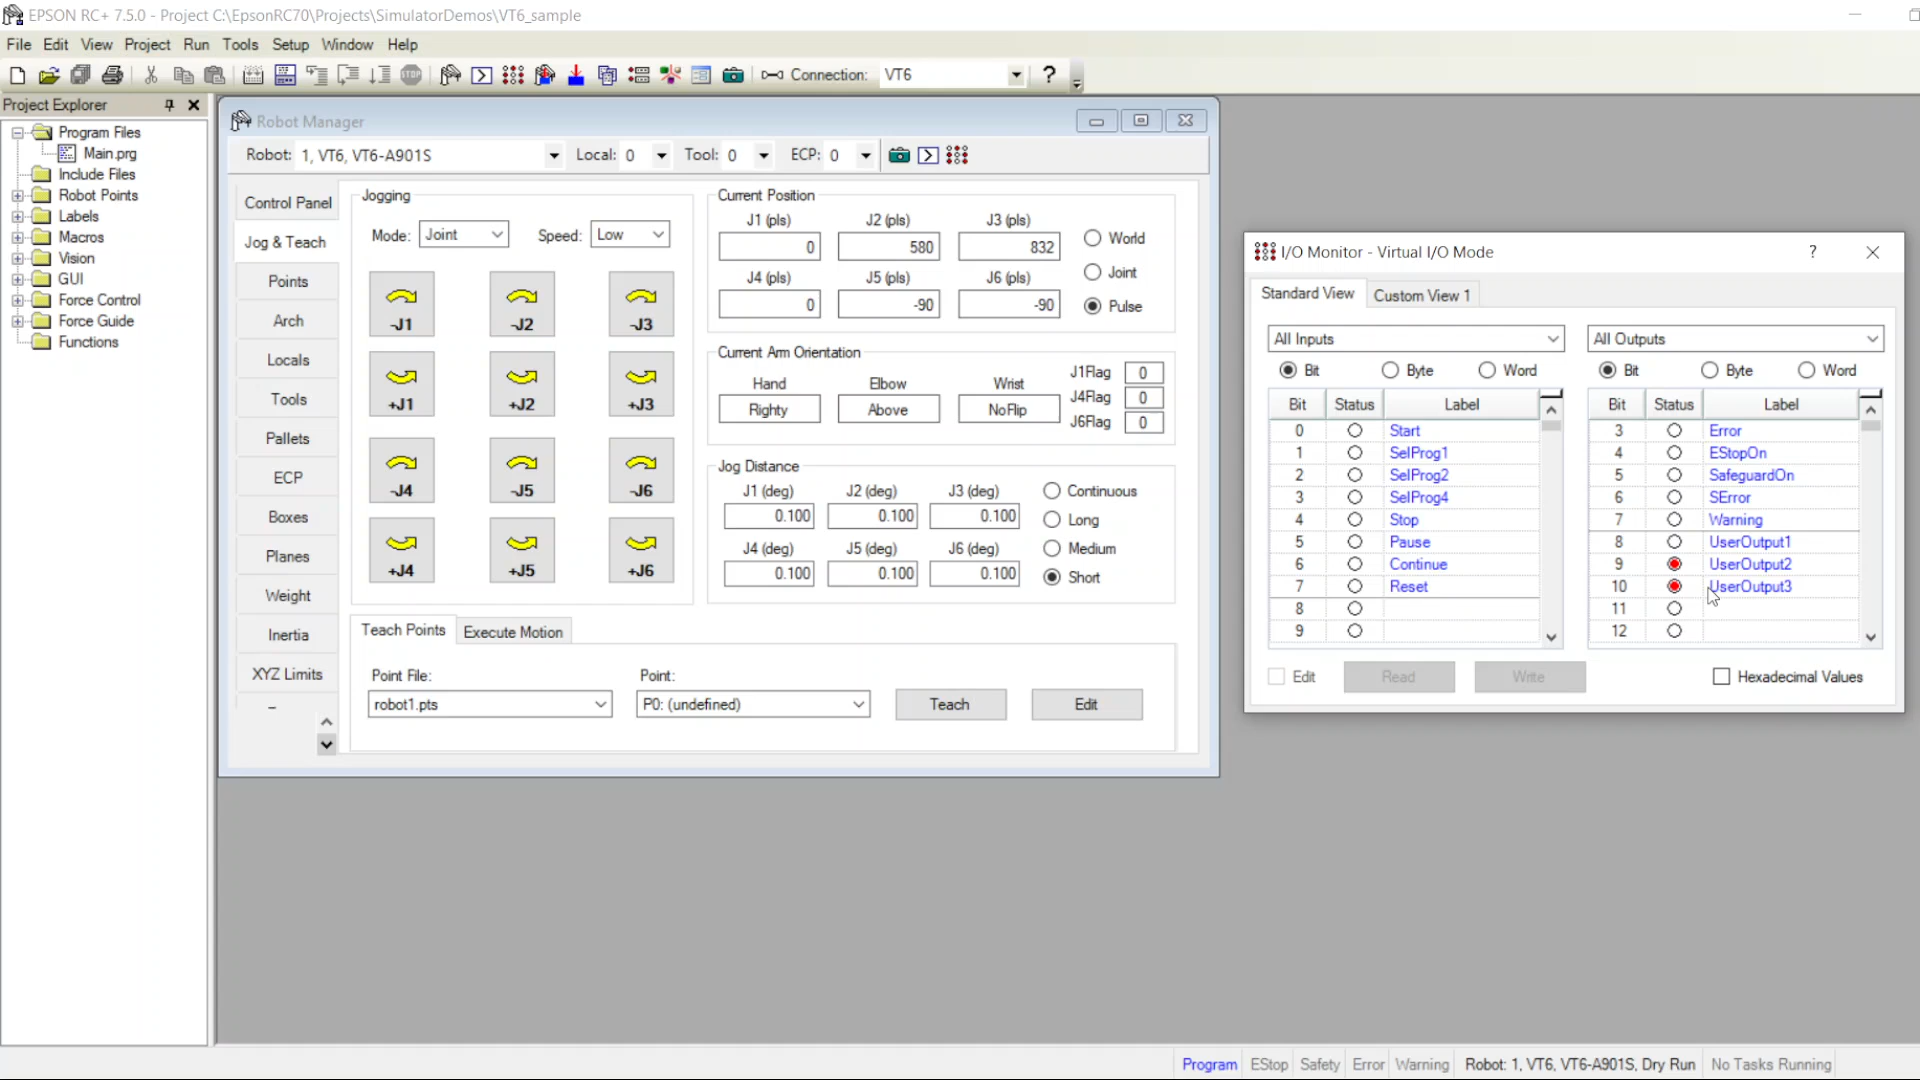 EPSON RC+ 7.5.0 - Project C:\EpsonRC70\Projects\SimulatorDemos\VT6_sample
File Edit View Project Run Tools Setup Window Help
STOP Connection: VT6 ?
Project Explorer
Program Files
Main.prg
Include Files
Robot Points
Labels
Macros
Vision
GUI
Force Control
Force Guide
Functions
Robot Manager
Robot: 1, VT6, VT6-A901S Local: 0 Tool: 0 ECP: 0
Control Panel
Jog & Teach
Points
Arch
Locals
Tools
Pallets
ECP
Boxes
Planes
Weight
Inertia
XYZ Limits
Jogging
Mode: Joint Speed: Low
-J1 -J2 -J3
+J1 +J2 +J3
-J4 -J5 -J6
+J4 +J5 +J6
Current Position
J1 (pls) J2 (pls) J3 (pls)
0 580 832
J4 (pls) J5 (pls) J6 (pls)
0 -90 -90
World
Joint
Pulse
Current Arm Orientation
Hand Elbow Wrist
Righty Above NoFlip
J1Flag 0
J4Flag 0
J6Flag 0
Jog Distance
J1 (deg) J2 (deg) J3 (deg)
0.100 0.100 0.100
J4 (deg) J5 (deg) J6 (deg)
0.100 0.100 0.100
Continuous
Long
Medium
Short
Teach Points Execute Motion
Point File: Point:
robot1.pts P0: (undefined) Teach Edit
I/O Monitor - Virtual I/O Mode ?
Standard View Custom View 1
All Inputs
Bit Byte Word
Bit Status Label
0 Start
1 SelProg1
2 SelProg2
3 SelProg4
4 Stop
5 Pause
6 Continue
7 Reset
8
9
All Outputs
Bit Byte Word
Bit Status Label
3 Error
4 EStopOn
5 SafeguardOn
6 SError
7 Warning
8 UserOutput1
9 UserOutput2
10 UserOutput3
11
12
Edit Read Write Hexadecimal Values
Program EStop Safety Error Warning Robot: 1, VT6, VT6-A901S, Dry Run No Tasks Running